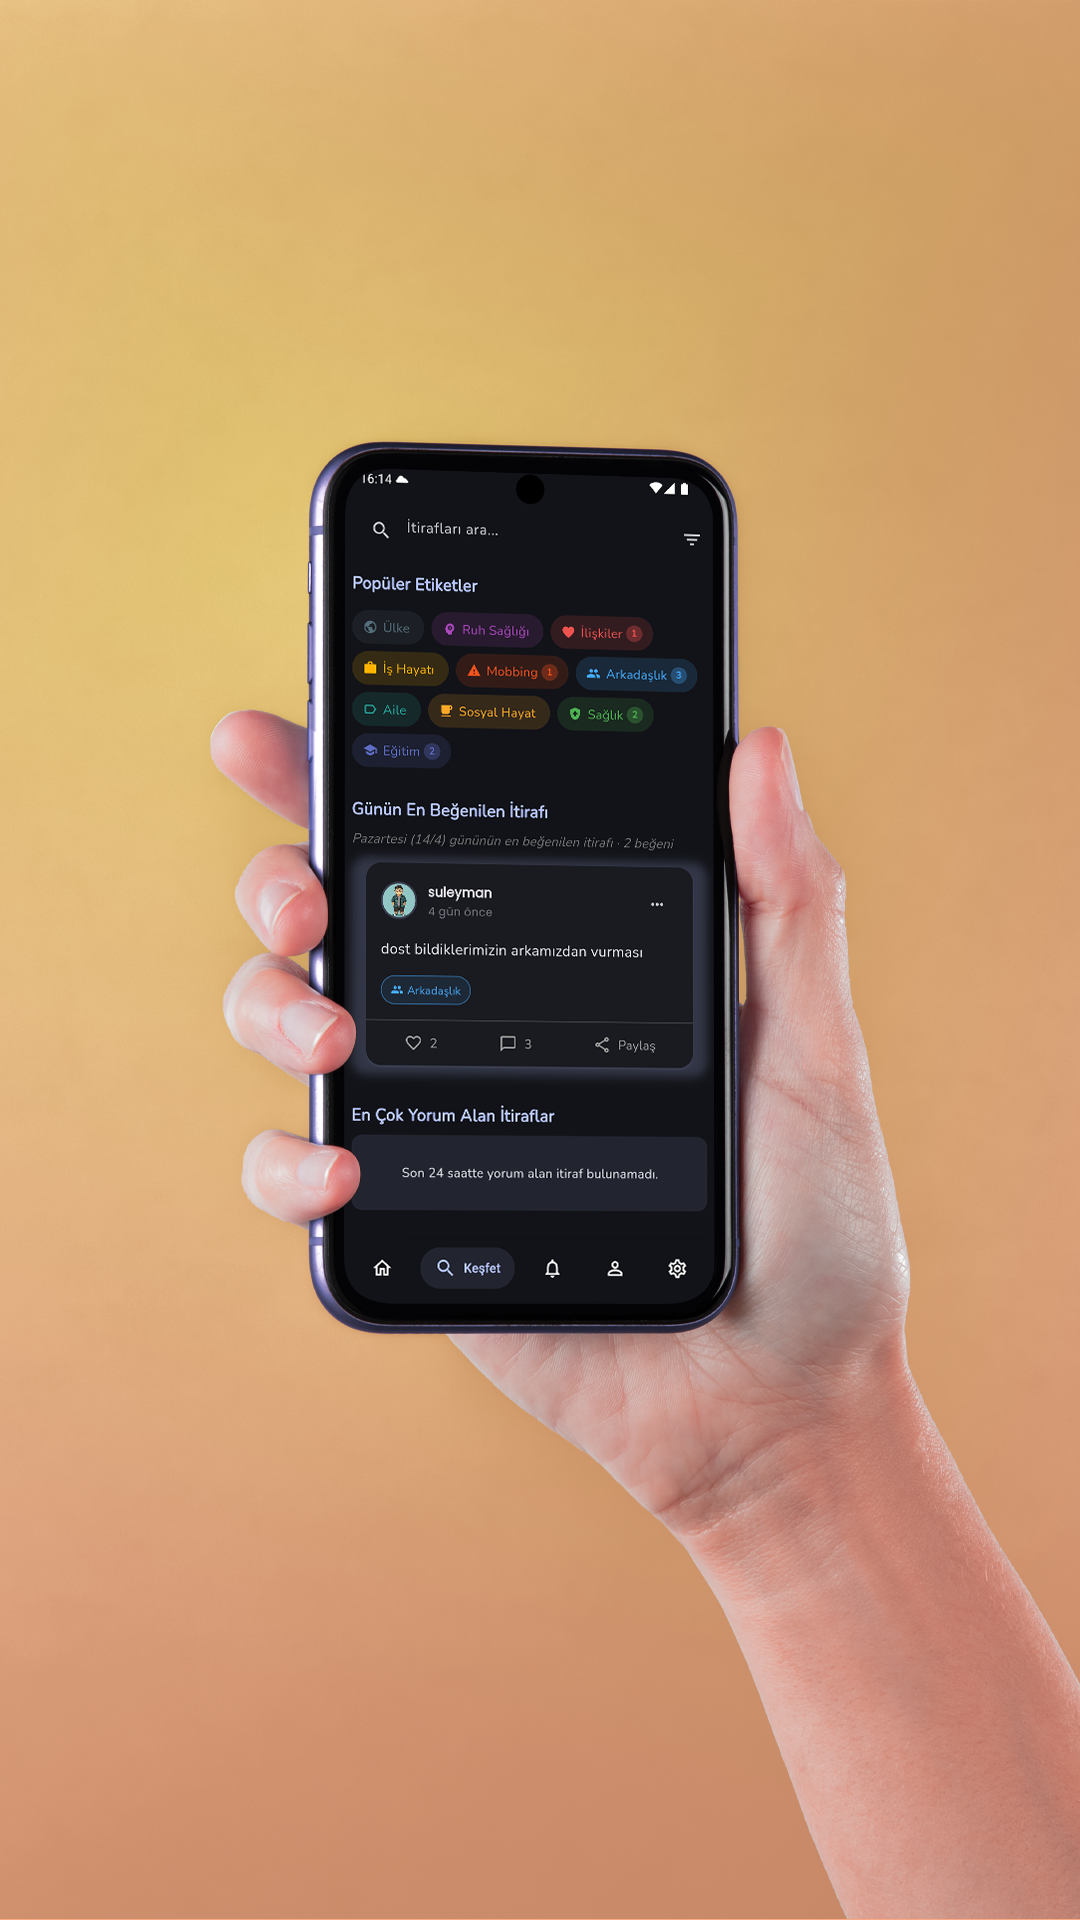 16:14
İtirafları ara...
Popüler Etiketler
Ülke Ruh Sağlığı İlişkiler 1
İş Hayatı Mobbing 1 Arkadaşlık 3
Aile Sosyal Hayat Sağlık 2
Eğitim 2
Günün En Beğenilen İtirafı
Pazartesi (14/4) gününün en beğenilen itirafı · 2 beğeni
suleyman
4 gün önce
dost bildiklerimizin arkamızdan vurması
Arkadaşlık
2 3 Paylaş
En Çok Yorum Alan İtiraflar
Son 24 saatte yorum alan itiraf bulunamadı.
Keşfet